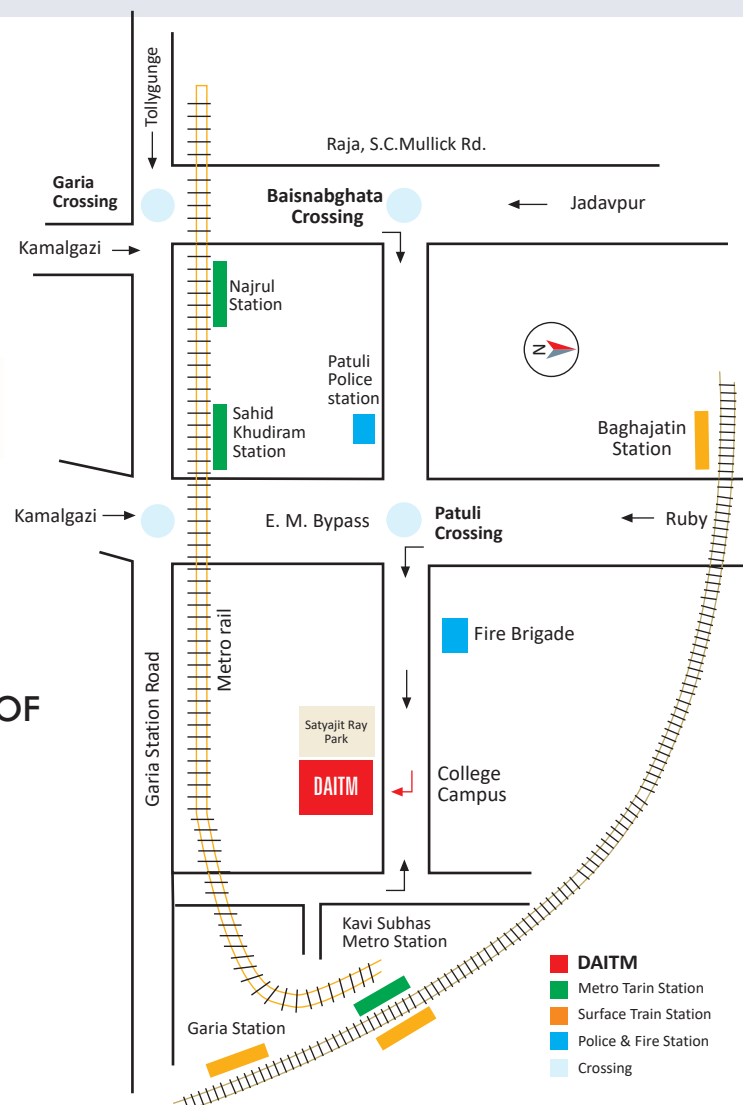 Tollygunge
Raja, S.C.Mullick Rd.
Garia
Crossing
Baisnabghata
Crossing
Jadavpur
Kamalgazi
Najrul
Station
N
Patuli
Police
station
Sahid
Khudiram
Station
Baghajatin
Station
Kamalgazi
E. M. Bypass
Patuli
Crossing
Ruby
Fire Brigade
Metro rail
OF
Garia Station Road
Satyajit Ray
Park
DAITM
College
Campus
Kavi Subhas
Metro Station
Garia Station
DAITM
Metro Tarin Station
Surface Train Station
Police & Fire Station
Crossing